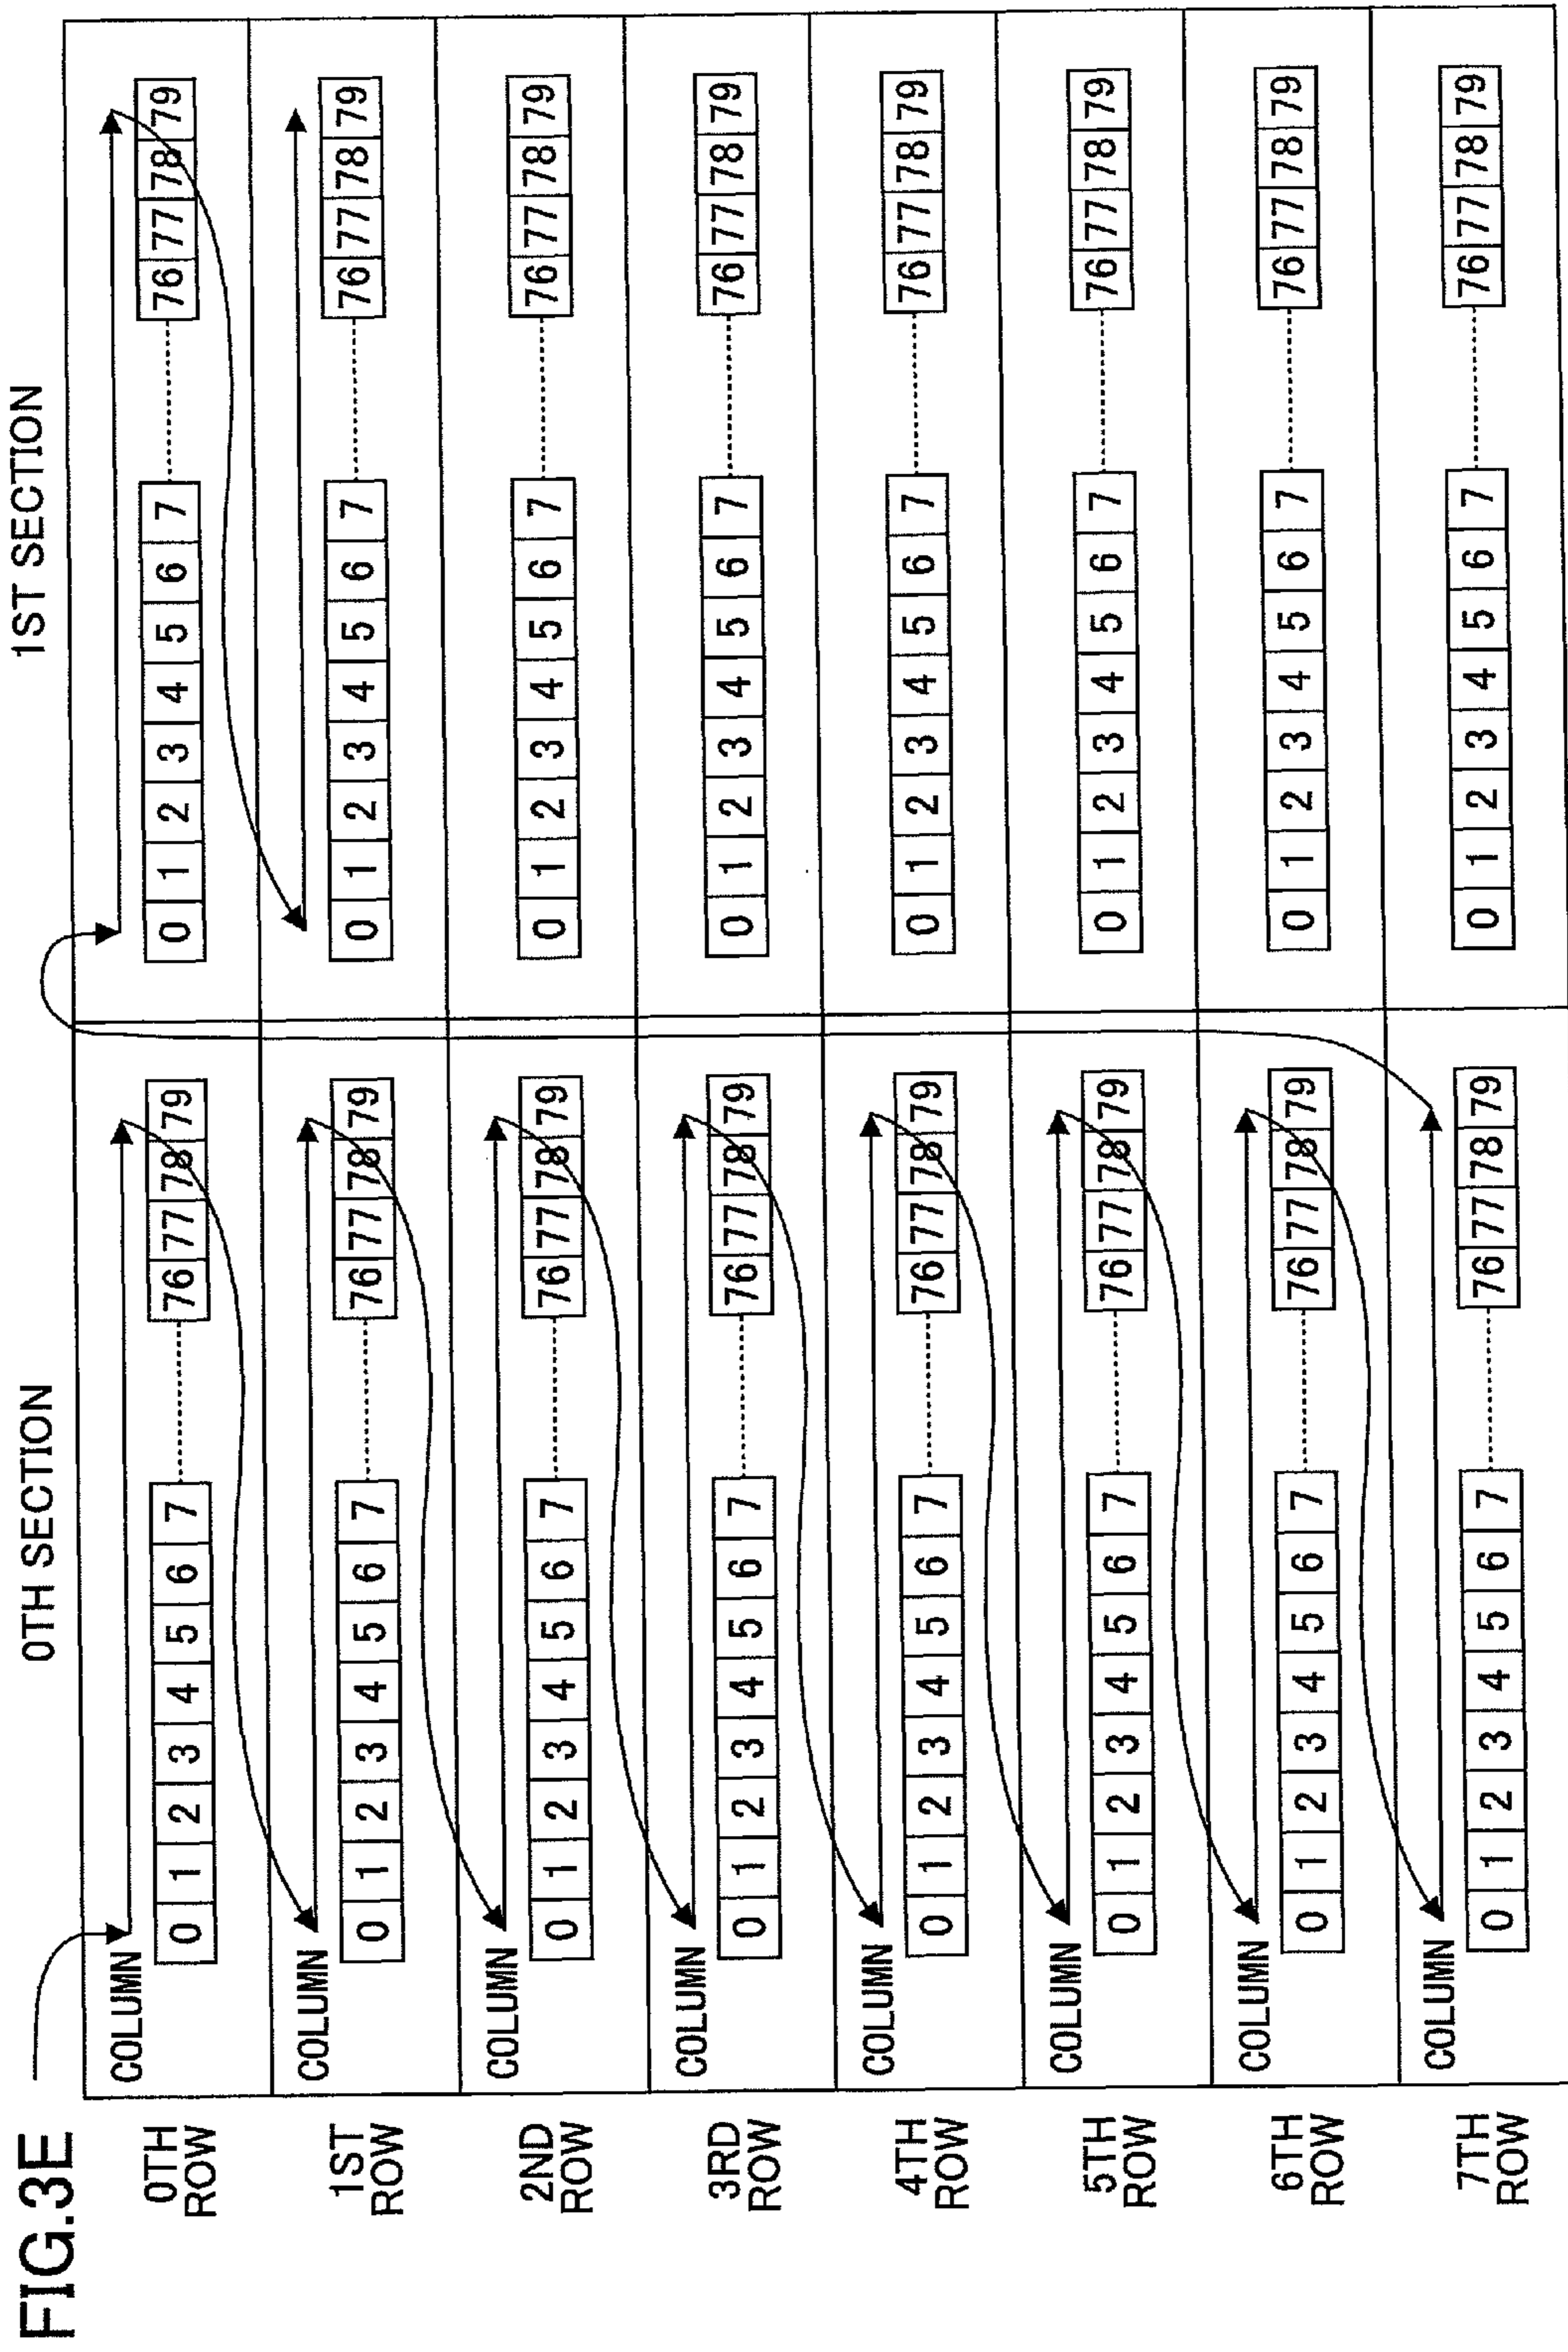 FIG.3E
0TH SECTION 1ST SECTION
0TH ROW
COLUMN
0 1 2 3 4 5 6 7 76 77 78 79 0 1 2 3 4 5 6 7 76 77 78 79
1ST ROW
COLUMN
0 1 2 3 4 5 6 7 76 77 78 79 0 1 2 3 4 5 6 7 76 77 78 79
2ND ROW
COLUMN
0 1 2 3 4 5 6 7 76 77 78 79 0 1 2 3 4 5 6 7 76 77 78 79
3RD ROW
COLUMN
0 1 2 3 4 5 6 7 76 77 78 79 0 1 2 3 4 5 6 7 76 77 78 79
4TH ROW
COLUMN
0 1 2 3 4 5 6 7 76 77 78 79 0 1 2 3 4 5 6 7 76 77 78 79
5TH ROW
COLUMN
0 1 2 3 4 5 6 7 76 77 78 79 0 1 2 3 4 5 6 7 76 77 78 79
6TH ROW
COLUMN
0 1 2 3 4 5 6 7 76 77 78 79 0 1 2 3 4 5 6 7 76 77 78 79
7TH ROW
COLUMN
0 1 2 3 4 5 6 7 76 77 78 79 0 1 2 3 4 5 6 7 76 77 78 79